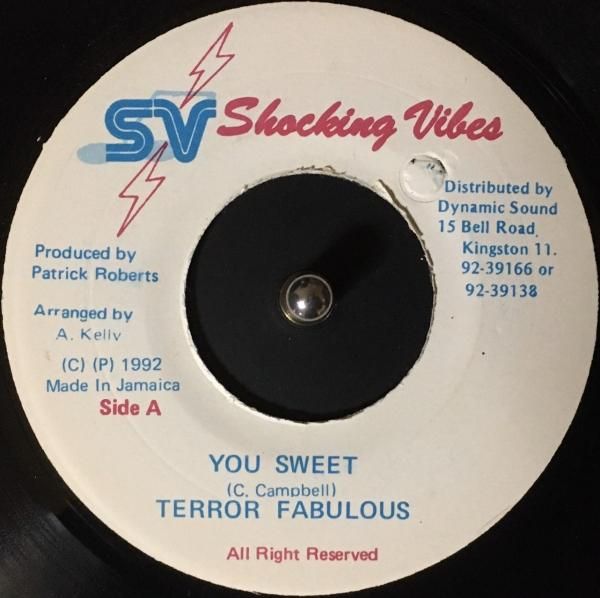 SV Shocking Vibes
Distributed by
Dynamic Sound
15 Bell Road,
Kingston 11.
92-39166 or
92-39138
Produced by
Patrick Roberts
Arranged by
A. Kelly
(C) (P) 1992
Made In Jamaica
Side A
YOU SWEET
(C. Campbell)
TERROR FABULOUS
All Right Reserved